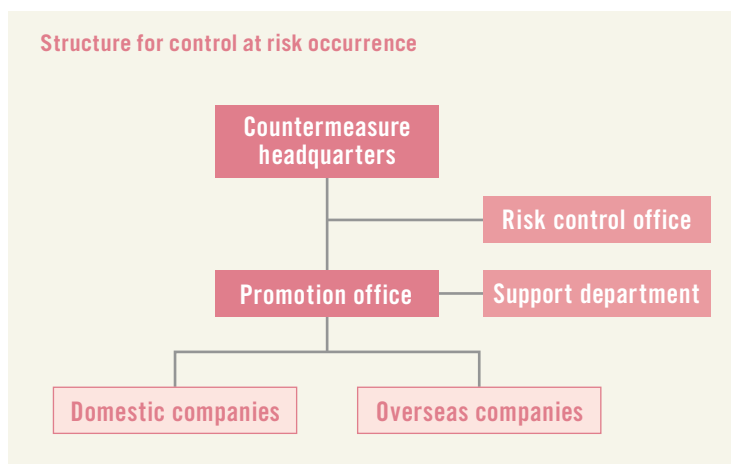 Structure for control at risk occurrence
Countermeasure
headquarters
Risk control office
Promotion office
Support department
Domestic companies
Overseas companies